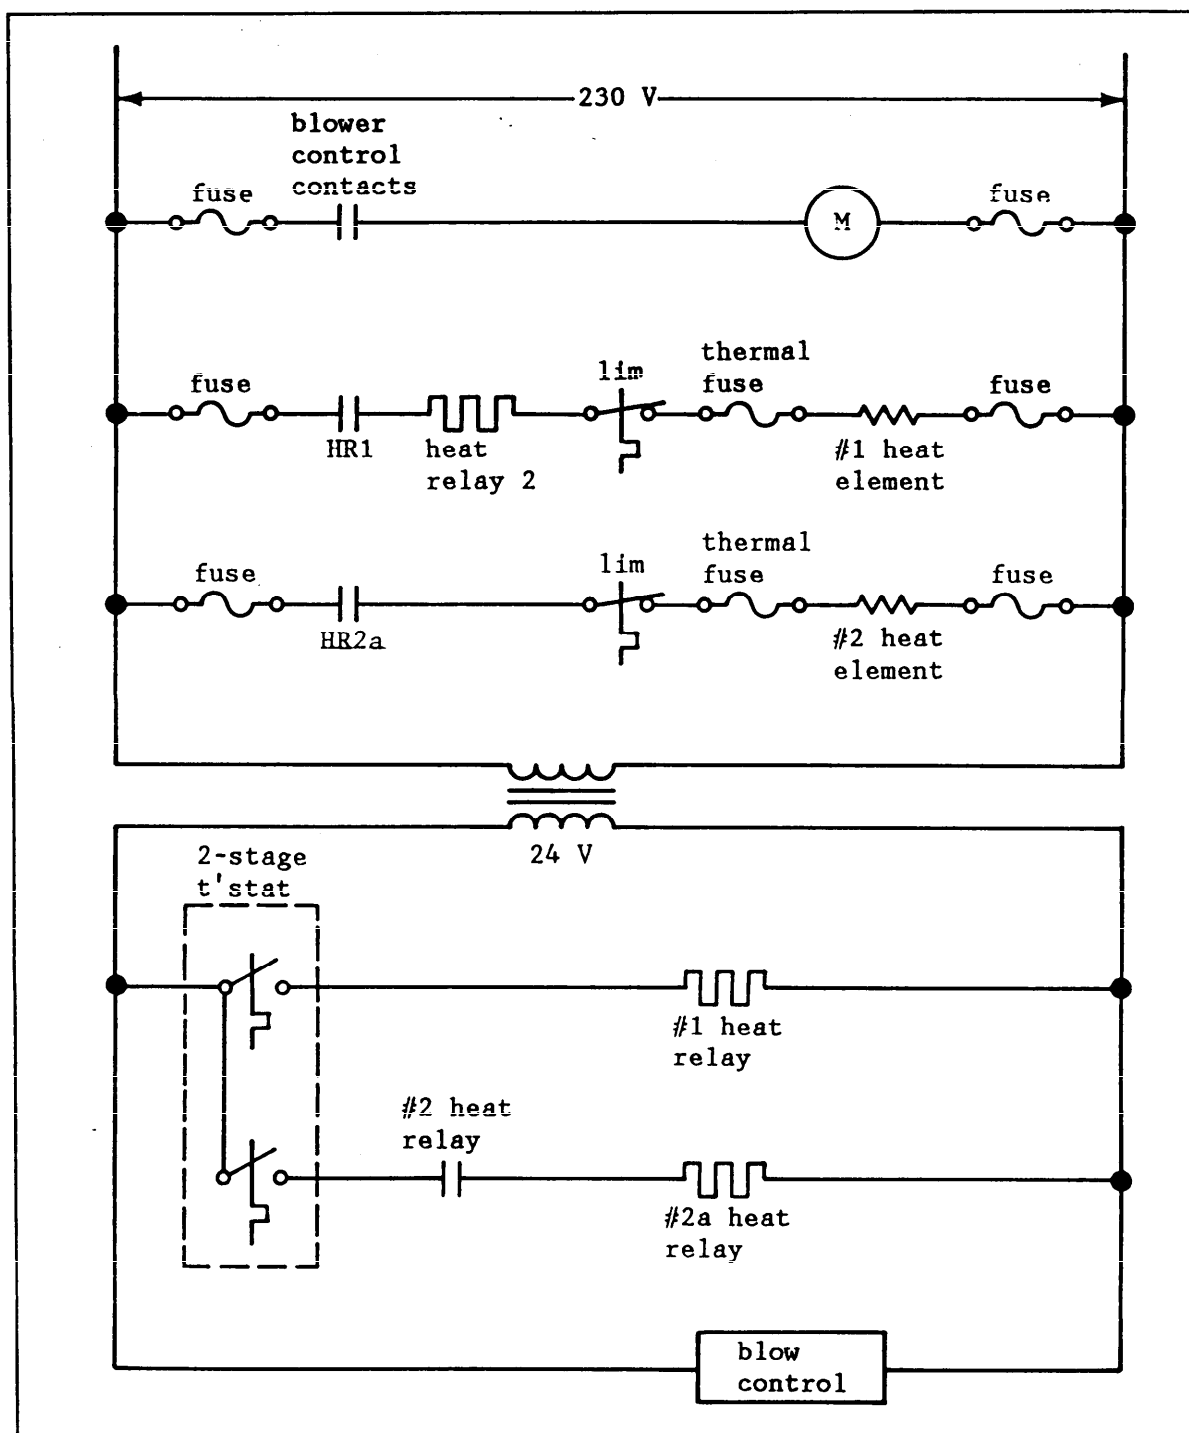 230 V
blower
control
contacts
fuse
M
fuse
fuse
HR1
heat
relay 2
lim
thermal
fuse
#1 heat
element
fuse
fuse
HR2a
lim
thermal
fuse
#2 heat
element
fuse
24 V
2-stage
t'stat
#1 heat
relay
#2 heat
relay
#2a heat
relay
blow
control